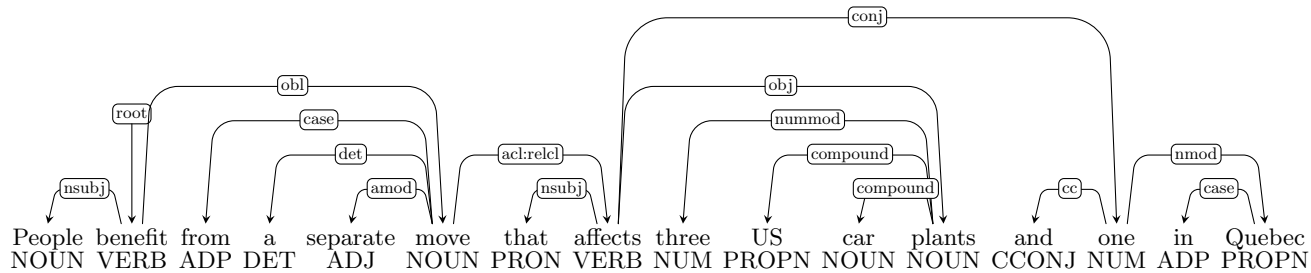 conj
obl obj
root
case nummod
det acl:relcl compound nmod
nsubj amod nsubj compound cc case
People benefit from a separate move that affects three US car plants and one in Quebec
NOUN VERB ADP DET ADJ NOUN PRON VERB NUM PROPN NOUN NOUN CCONJ NUM ADP PROPN